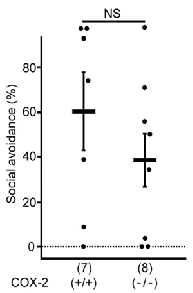 NS
Social avoidance (%)
80
60
40
20
0
(7) (8)
COX-2 (+/+) (-/-)